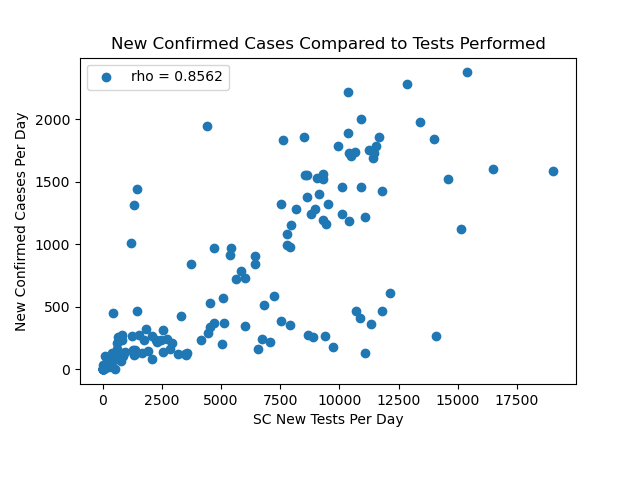 New Confirmed Cases Compared to Tests Performed
rho = 0.8562
New Confirmed Caeses Per Day
2000
1500
1000
500
0
0 2500 5000 7500 10000 12500 15000 17500
SC New Tests Per Day